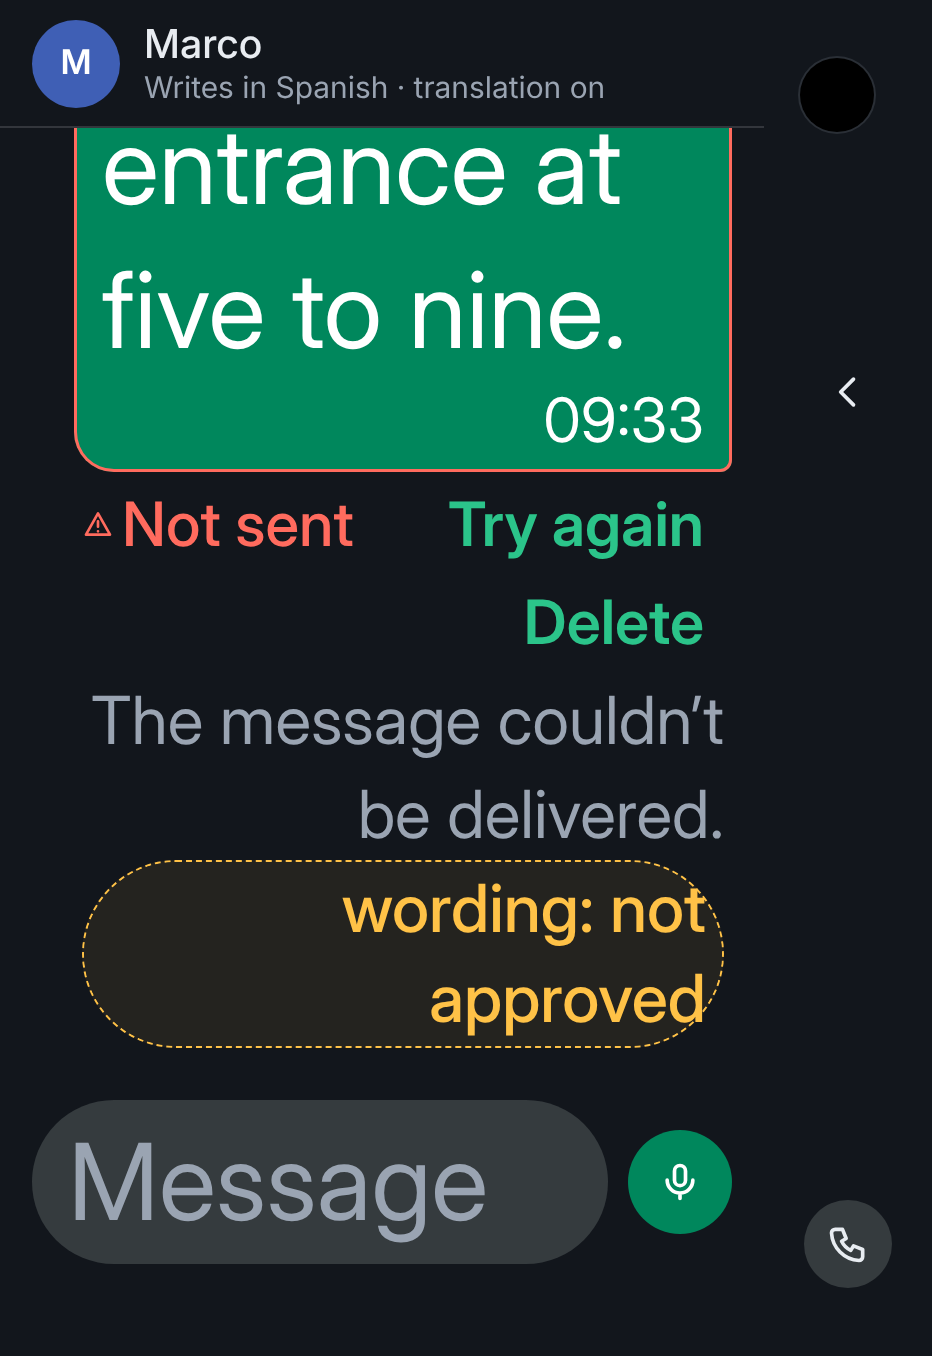 M
Marco
Writes in Spanish · translation on
entrance at
five to nine.
09:33
Not sent
Try again
Delete
The message couldn’t
be delivered.
wording: not
approved
Message